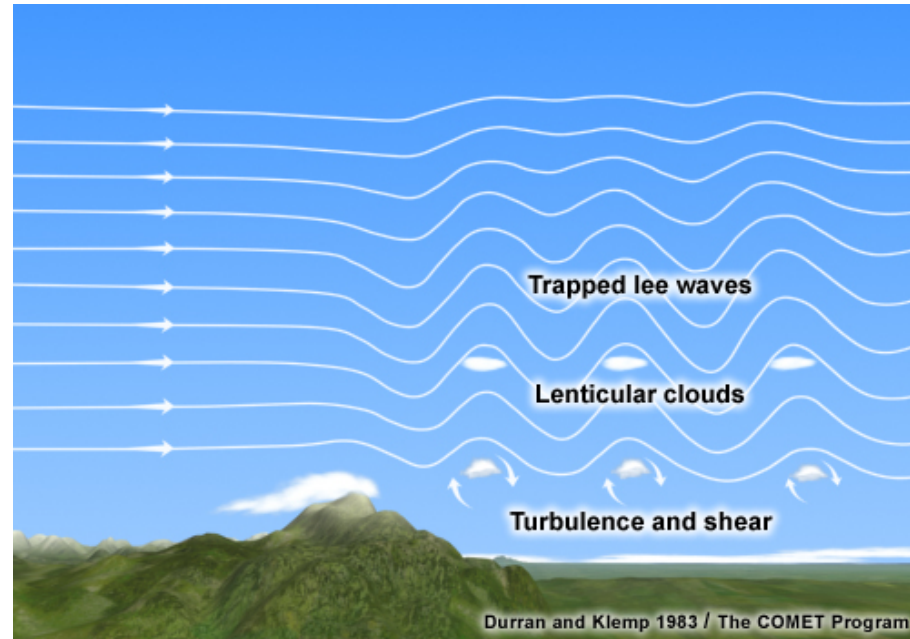 Trapped lee waves
Lenticular clouds
Turbulence and shear
Durran and Klemp 1983 / The COMET Program